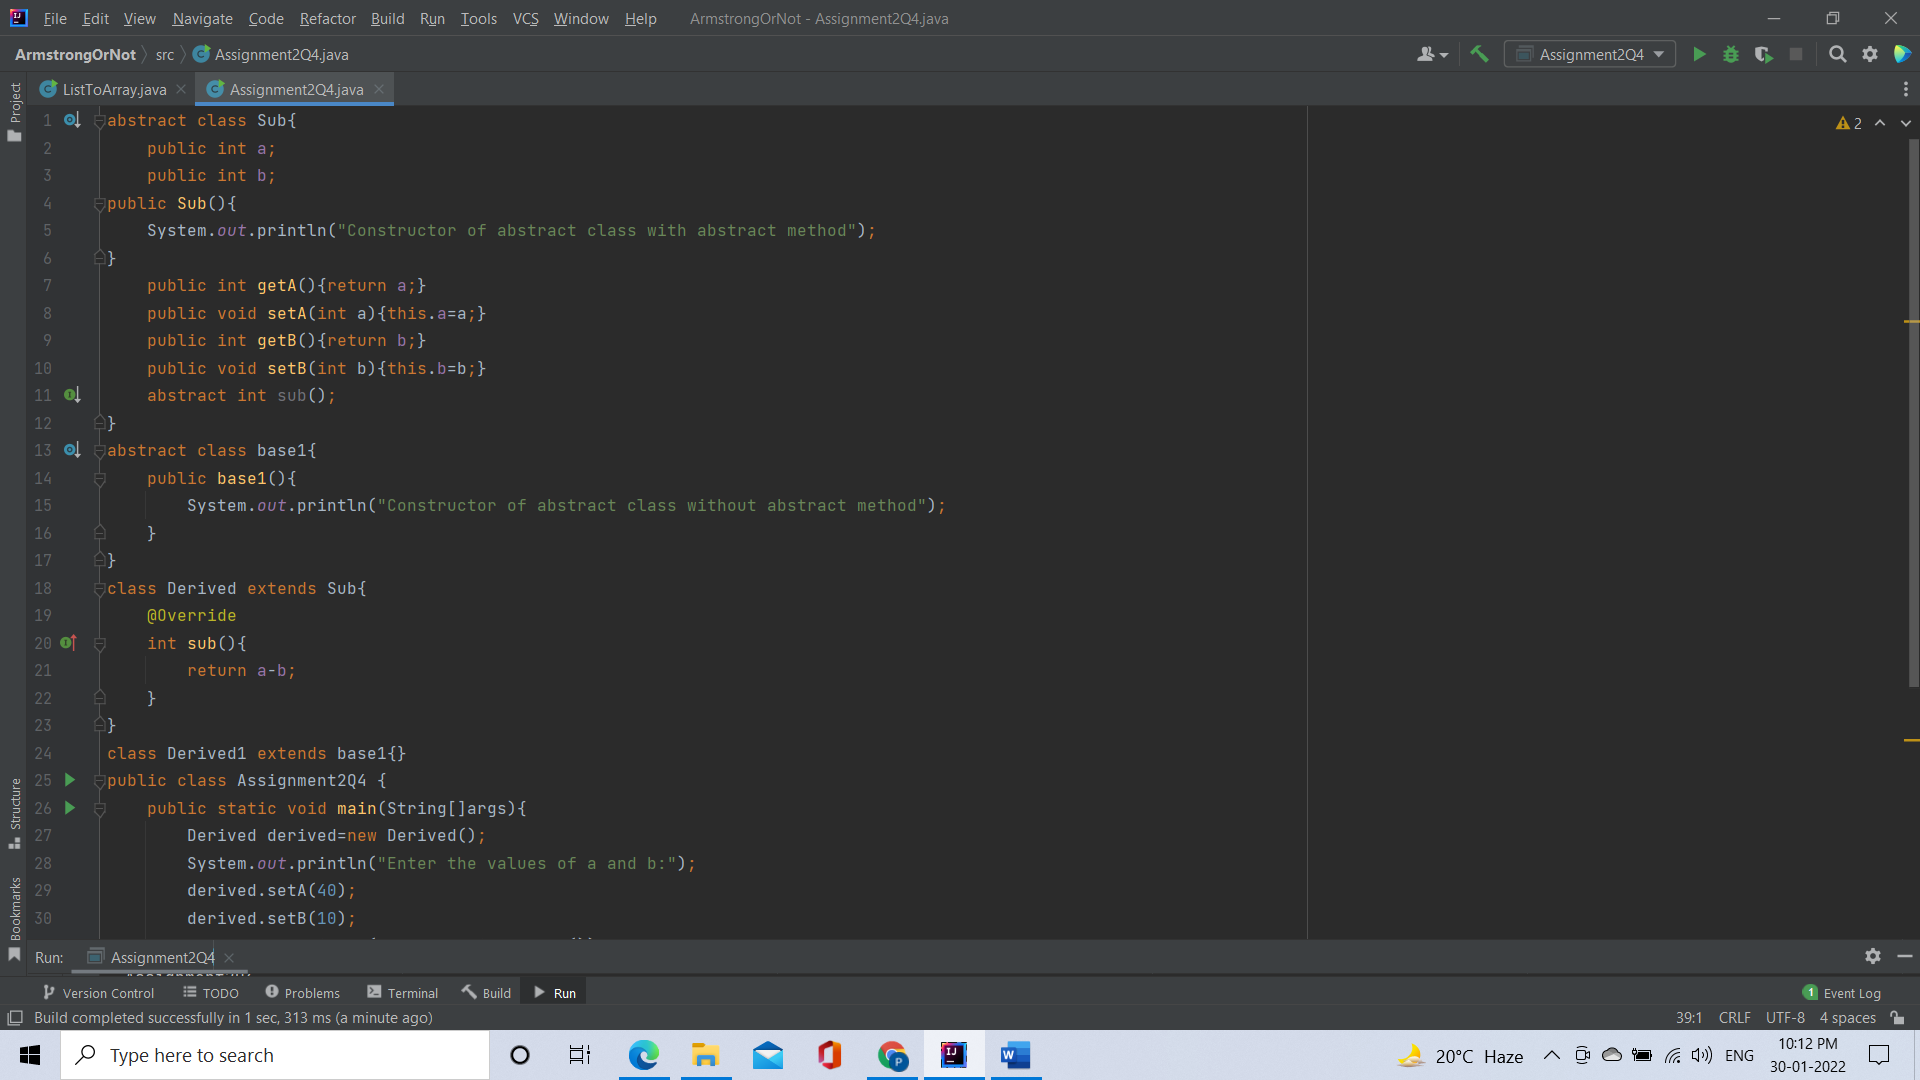 File Edit View Navigate Code Refactor Build Run Tools VCS Window Help ArmstrongOrNot - Assignment2Q4.java
ArmstrongOrNot src Assignment2Q4.java Assignment2Q4
ListToArray.java Assignment2Q4.java
Project
2
1 abstract class Sub{
2 public int a;
3 public int b;
4 public Sub(){
5 System.out.println("Constructor of abstract class with abstract method");
6 }
7 public int getA(){return a;}
8 public void setA(int a){this.a=a;}
9 public int getB(){return b;}
10 public void setB(int b){this.b=b;}
11 abstract int sub();
12 }
13 abstract class base1{
14 public base1(){
15 System.out.println("Constructor of abstract class without abstract method");
16 }
17 }
18 class Derived extends Sub{
19 @Override
20 int sub(){
21 return a-b;
22 }
23 }
24 class Derived1 extends base1{}
25 public class Assignment2Q4 {
26 public static void main(String[]args){
27 Derived derived=new Derived();
28 System.out.println("Enter the values of a and b:");
29 derived.setA(40);
30 derived.setB(10);
Structure
Bookmarks
Run: Assignment2Q4
Version Control TODO Problems Terminal Build Run 1 Event Log
Build completed successfully in 1 sec, 313 ms (a minute ago) 39:1 CRLF UTF-8 4 spaces
Type here to search 20°C Haze ENG 10:12 PM
30-01-2022